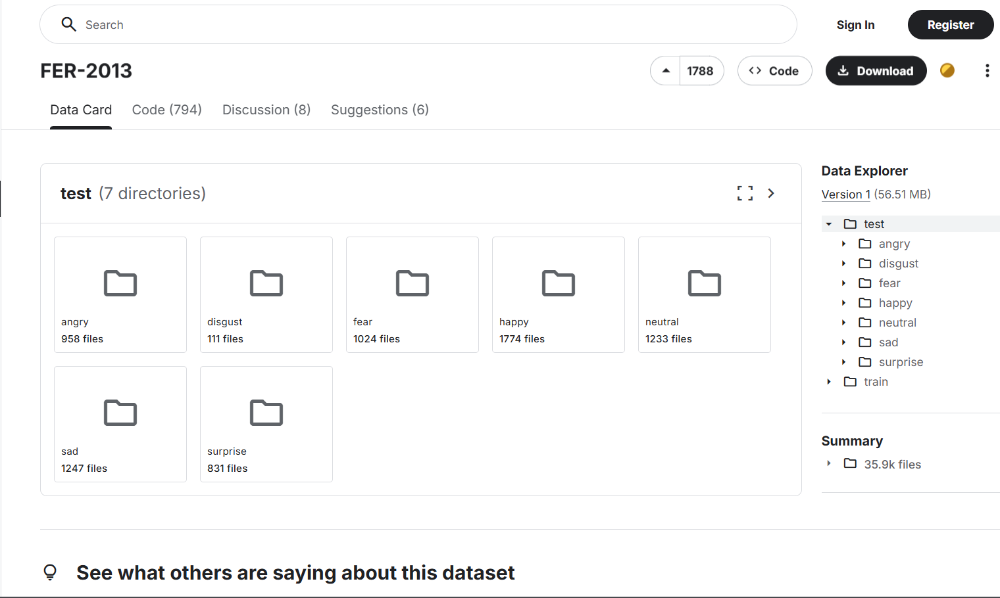 Search
Sign In
Register
FER-2013
1788
<> Code
Download
Data Card
Code (794)
Discussion (8)
Suggestions (6)
test (7 directories)
angry
958 files
disgust
111 files
fear
1024 files
happy
1774 files
neutral
1233 files
sad
1247 files
surprise
831 files
Data Explorer
Version 1 (56.51 MB)
test
angry
disgust
fear
happy
neutral
sad
surprise
train
Summary
35.9k files
See what others are saying about this dataset